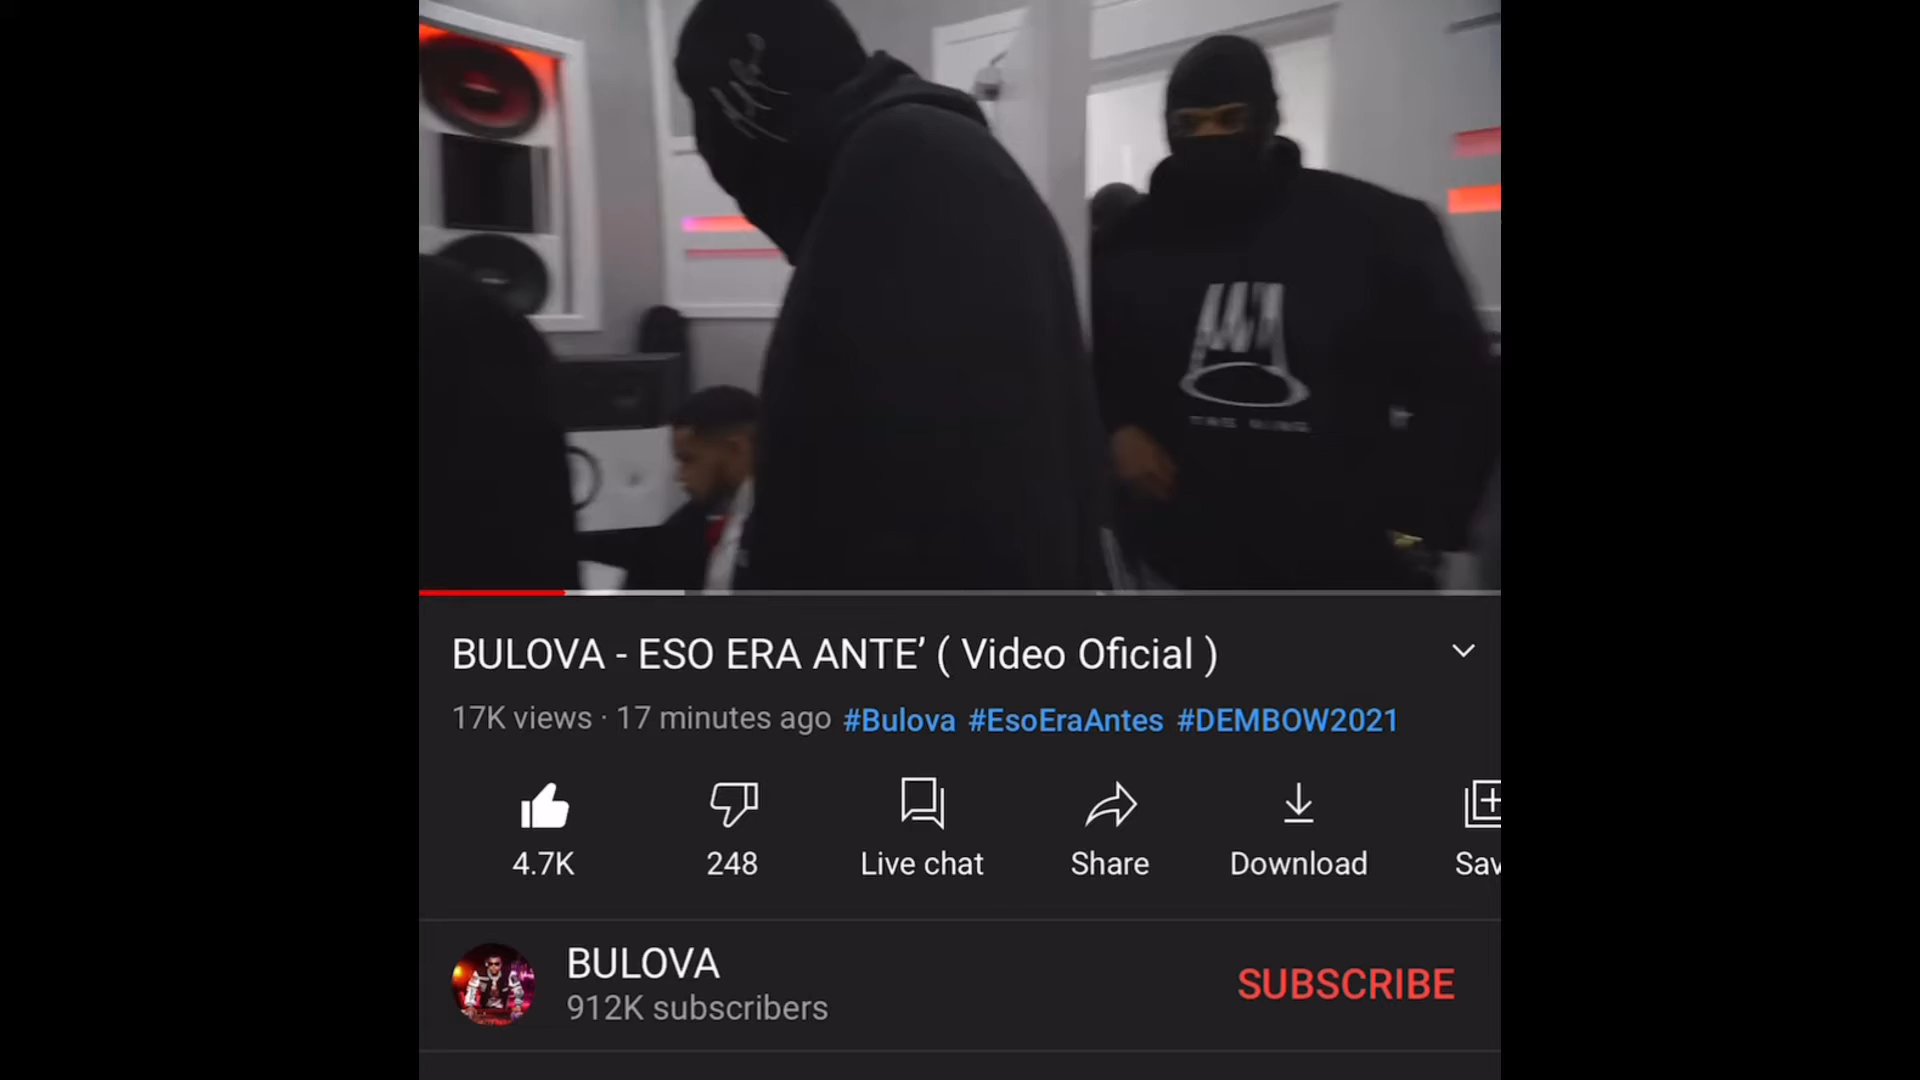 BULOVA - ESO ERA ANTE’ ( Video Oficial )
17K views · 17 minutes ago #Bulova #EsoEraAntes #DEMBOW2021
4.7K 248 Live chat Share Download Sav
BULOVA
912K subscribers
SUBSCRIBE